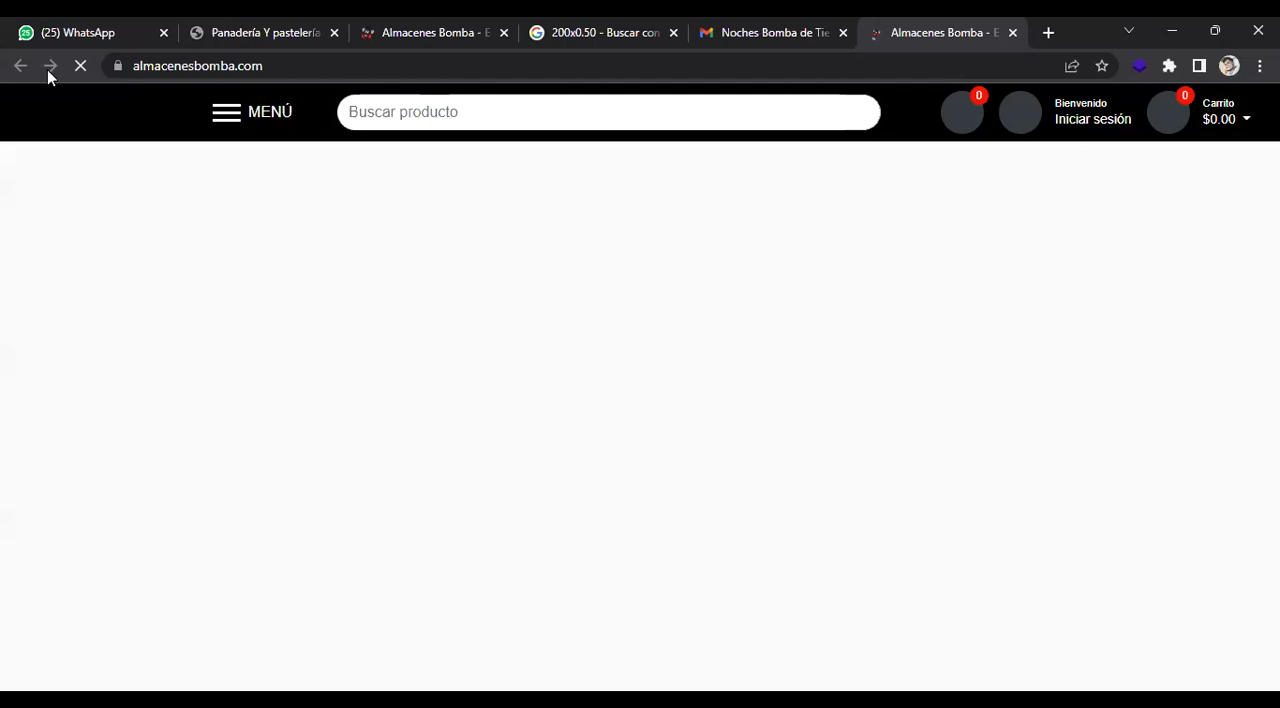 (25) WhatsApp
Panadería Y pastelería
Almacenes Bomba - E
200x0.50 - Buscar con
Noches Bomba de Tie
Almacenes Bomba - E
almacenesbomba.com
MENÚ
Buscar producto
0
Bienvenido
Iniciar sesión
0
Carrito
$0.00